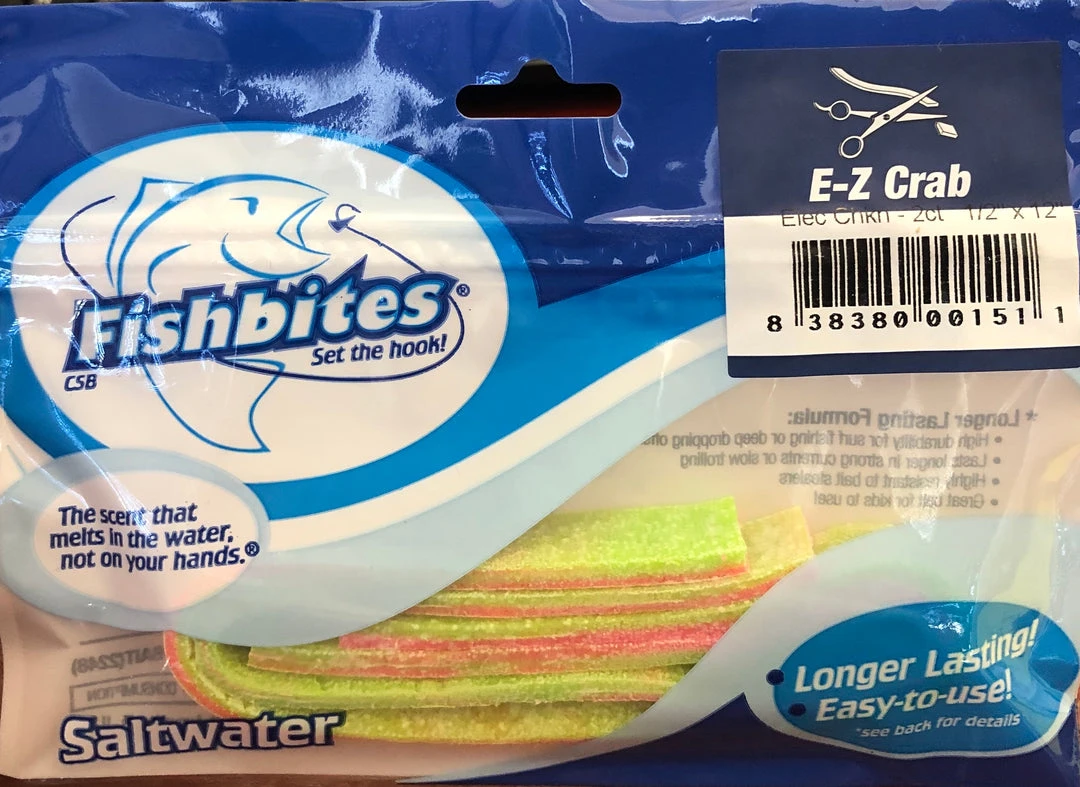 E-Z Crab
Elec Chkn - 2ct 1/2" x 12"
8 38380 00151 1
Fishbites®
Set the hook!
CSB
* Longer Lasting Formula:
• High durability for surf fishing or deep dropping
• Lasts longer in strong currents or slow trolling
• Highly resistant to bait stealers
• Great bait for kids to use!
The scent that
melts in the water,
not on your hands.®
Longer Lasting!
Easy-to-use!
*see back for details
BAIT(2248)
Saltwater